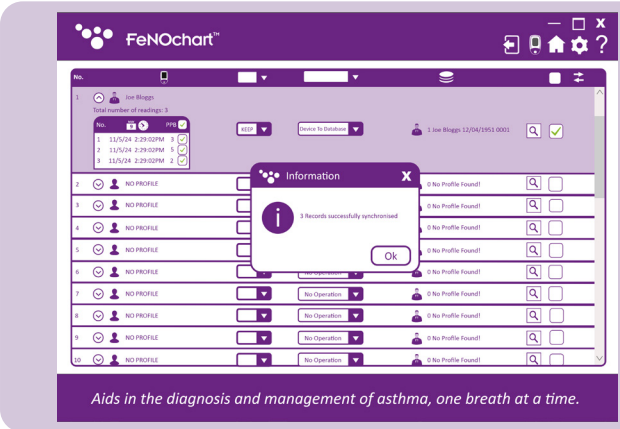 FeNOchart™
No.
1 Joe Bloggs
Total number of readings: 3
No. PPB
1 11/5/24 2:29:02PM 3
2 11/5/24 2:29:02PM 5
3 11/5/24 2:29:02PM 2
KEEP Device To Database 1 Joe Bloggs 12/04/1951 0001
Information X
3 Records successfully synchronised
Ok
2 NO PROFILE 0 No Profile Found!
3 NO PROFILE 0 No Profile Found!
4 NO PROFILE 0 No Profile Found!
5 NO PROFILE 0 No Profile Found!
6 NO PROFILE No Operation 0 No Profile Found!
7 NO PROFILE No Operation 0 No Profile Found!
8 NO PROFILE No Operation 0 No Profile Found!
9 NO PROFILE No Operation 0 No Profile Found!
10 NO PROFILE No Operation 0 No Profile Found!
Aids in the diagnosis and management of asthma, one breath at a time.